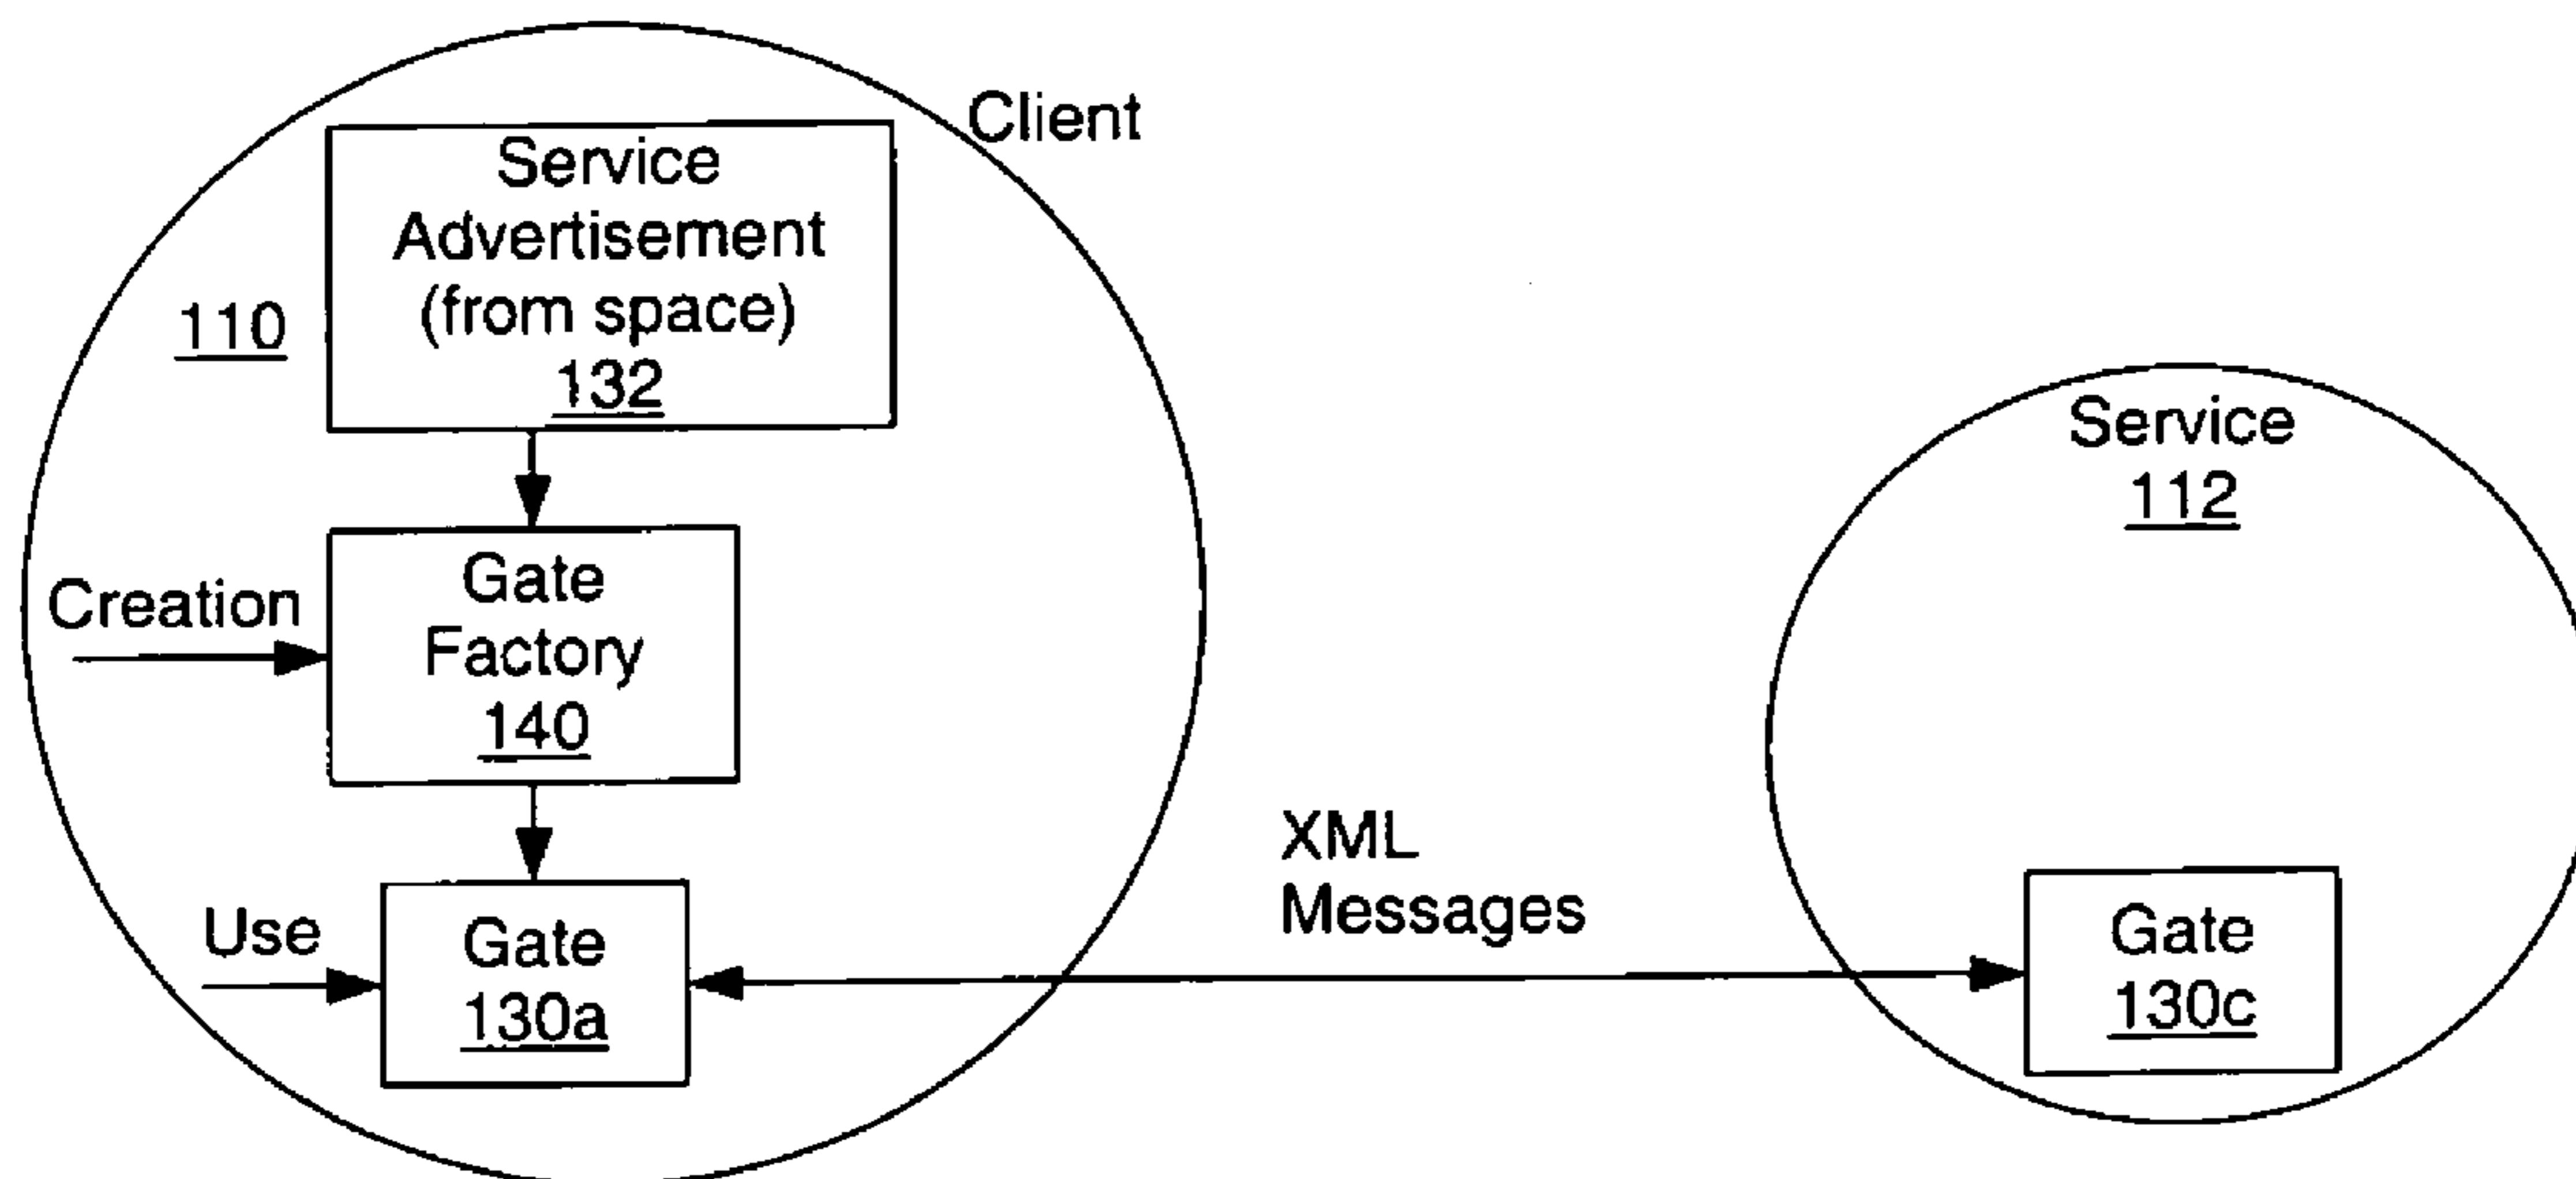 Client
Service
Advertisement
(from space)
132
110
Gate
Factory
140
Creation
Use
Gate
130a
XML
Messages
Service
112
Gate
130c